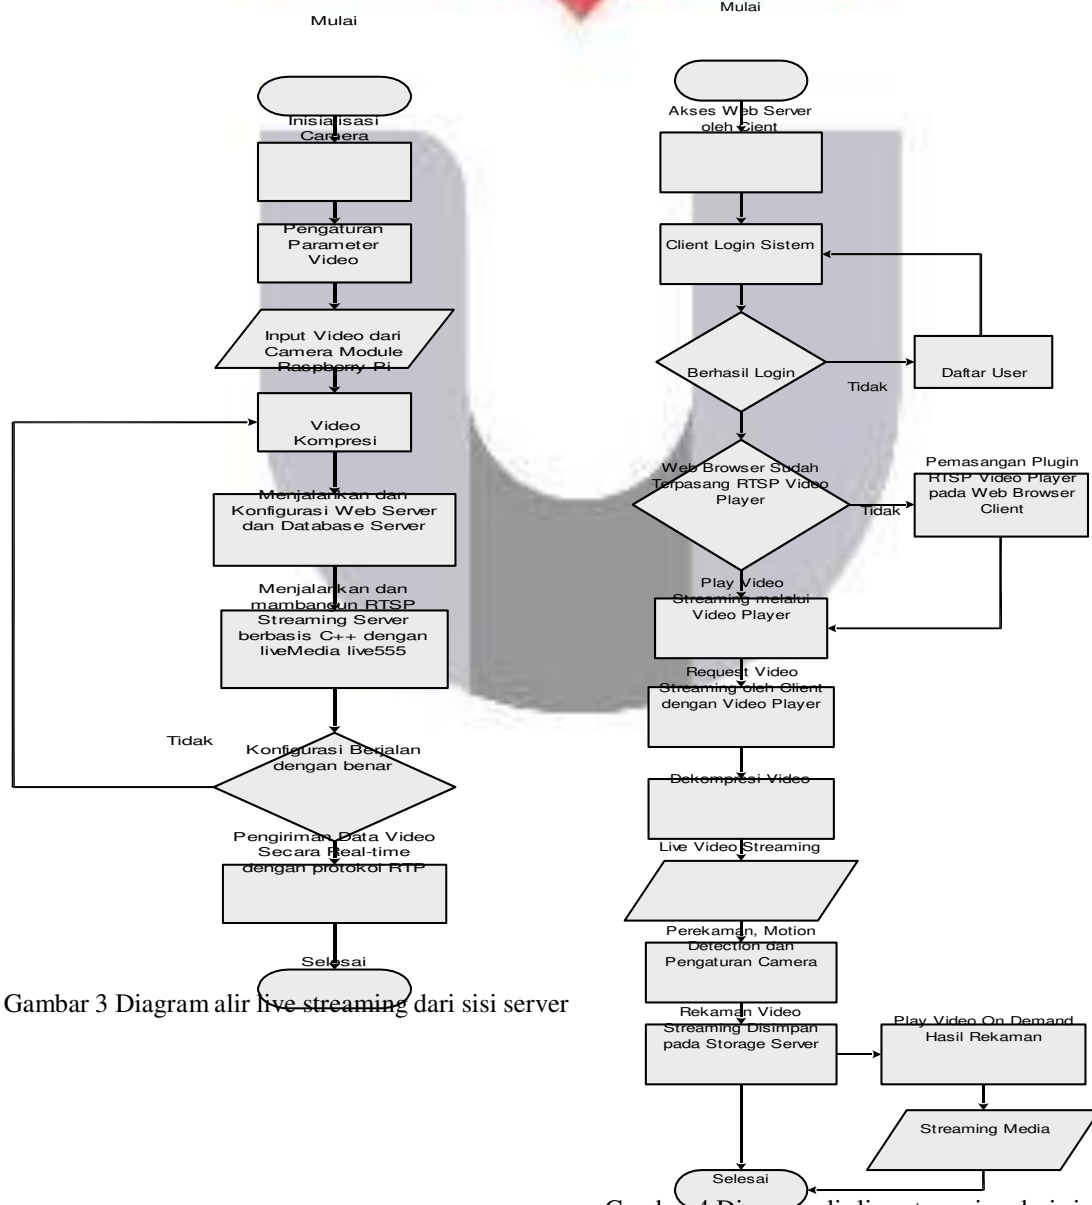 Mulai
Inisialisasi
Camera
Pengaturan
Parameter
Video
Input Video dari
Camera Module
Raspberry Pi
Video
Kompresi
Menjalankan dan
Konfigurasi Web Server
dan Database Server
Menjalankan dan
mambangun RTSP
Streaming Server
berbasis C++ dengan
liveMedia live555
Tidak
Konfigurasi Berjalan
dengan benar
Pengiriman Data Video
Secara Real-time
dengan protokol RTP
Selesai
Gambar 3 Diagram alir live streaming dari sisi server
Mulai
Akses Web Server
oleh Cient
Client Login Sistem
Berhasil Login
Tidak
Daftar User
Web Browser Sudah
Terpasang RTSP Video
Player
Tidak
Pemasangan Plugin
RTSP Video Player
pada Web Browser
Client
Play Video
Streaming melalui
Video Player
Request Video
Streaming oleh Client
dengan Video Player
Dekompresi Video
Live Video Streaming
Perekaman, Motion
Detection dan
Pengaturan Camera
Rekaman Video
Streaming Disimpan
pada Storage Server
Play Video On Demand
Hasil Rekaman
Streaming Media
Selesai